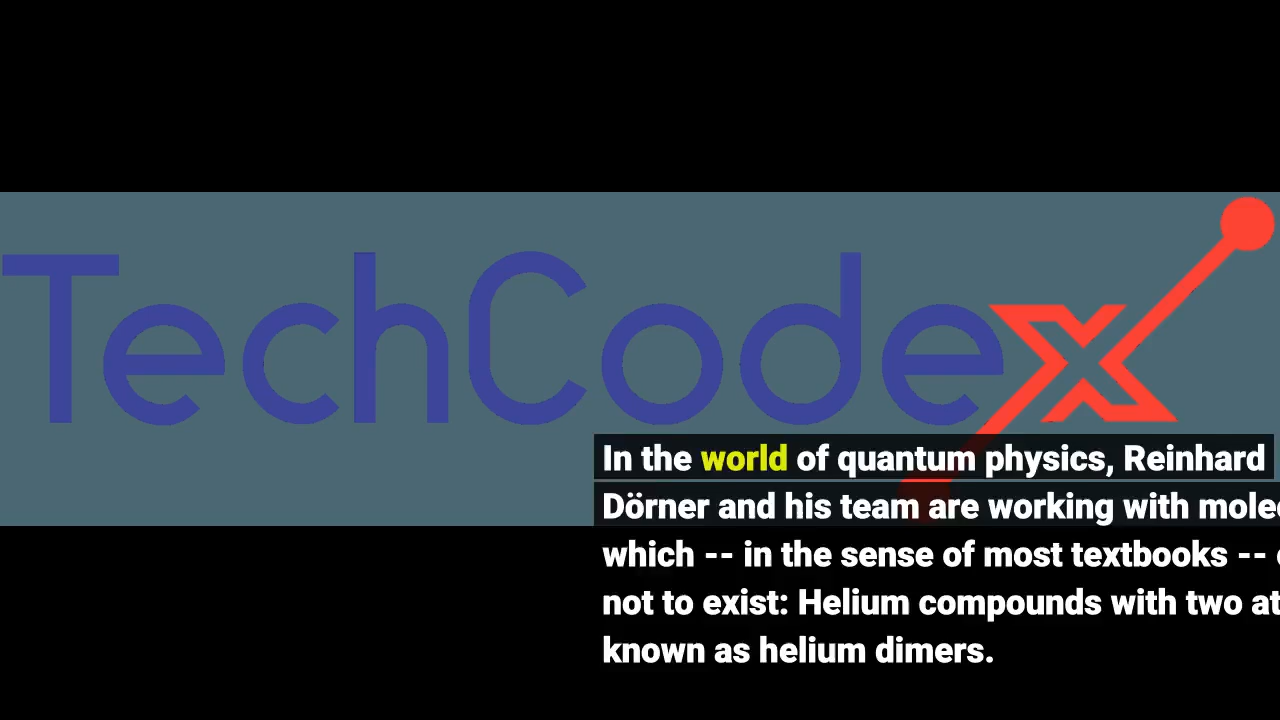 TechCodex
In the world of quantum physics, Reinhard
Dörner and his team are working with
which -- in the sense of most textbooks --
not to exist: Helium compounds with two
known as helium dimers.